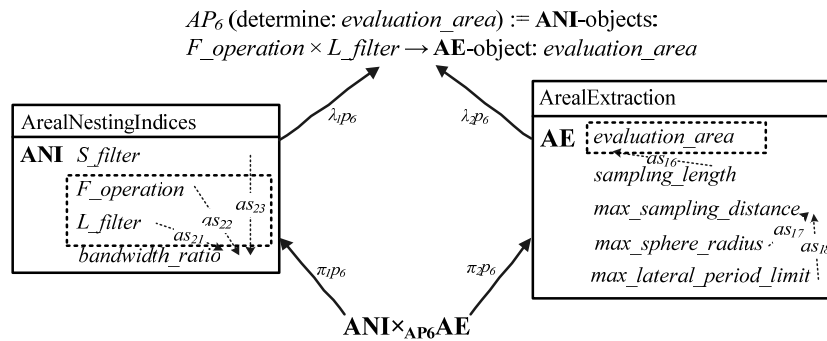 AP₆ (determine: evaluation_area) := ANI-objects:
F_operation × L_filter → AE-object: evaluation_area
λ₁p₆
λ₂p₆
ArealNestingIndices
ANI S_filter
F_operation
L_filter
bandwidth_ratio
as₂₃
as₂₂
as₂₁
ArealExtraction
AE evaluation_area
as₁₆
sampling_length
max_sampling_distance
as₁₇
max_sphere_radius
as₁₈
max_lateral_period_limit
π₁p₆
π₂p₆
ANI×AP6AE